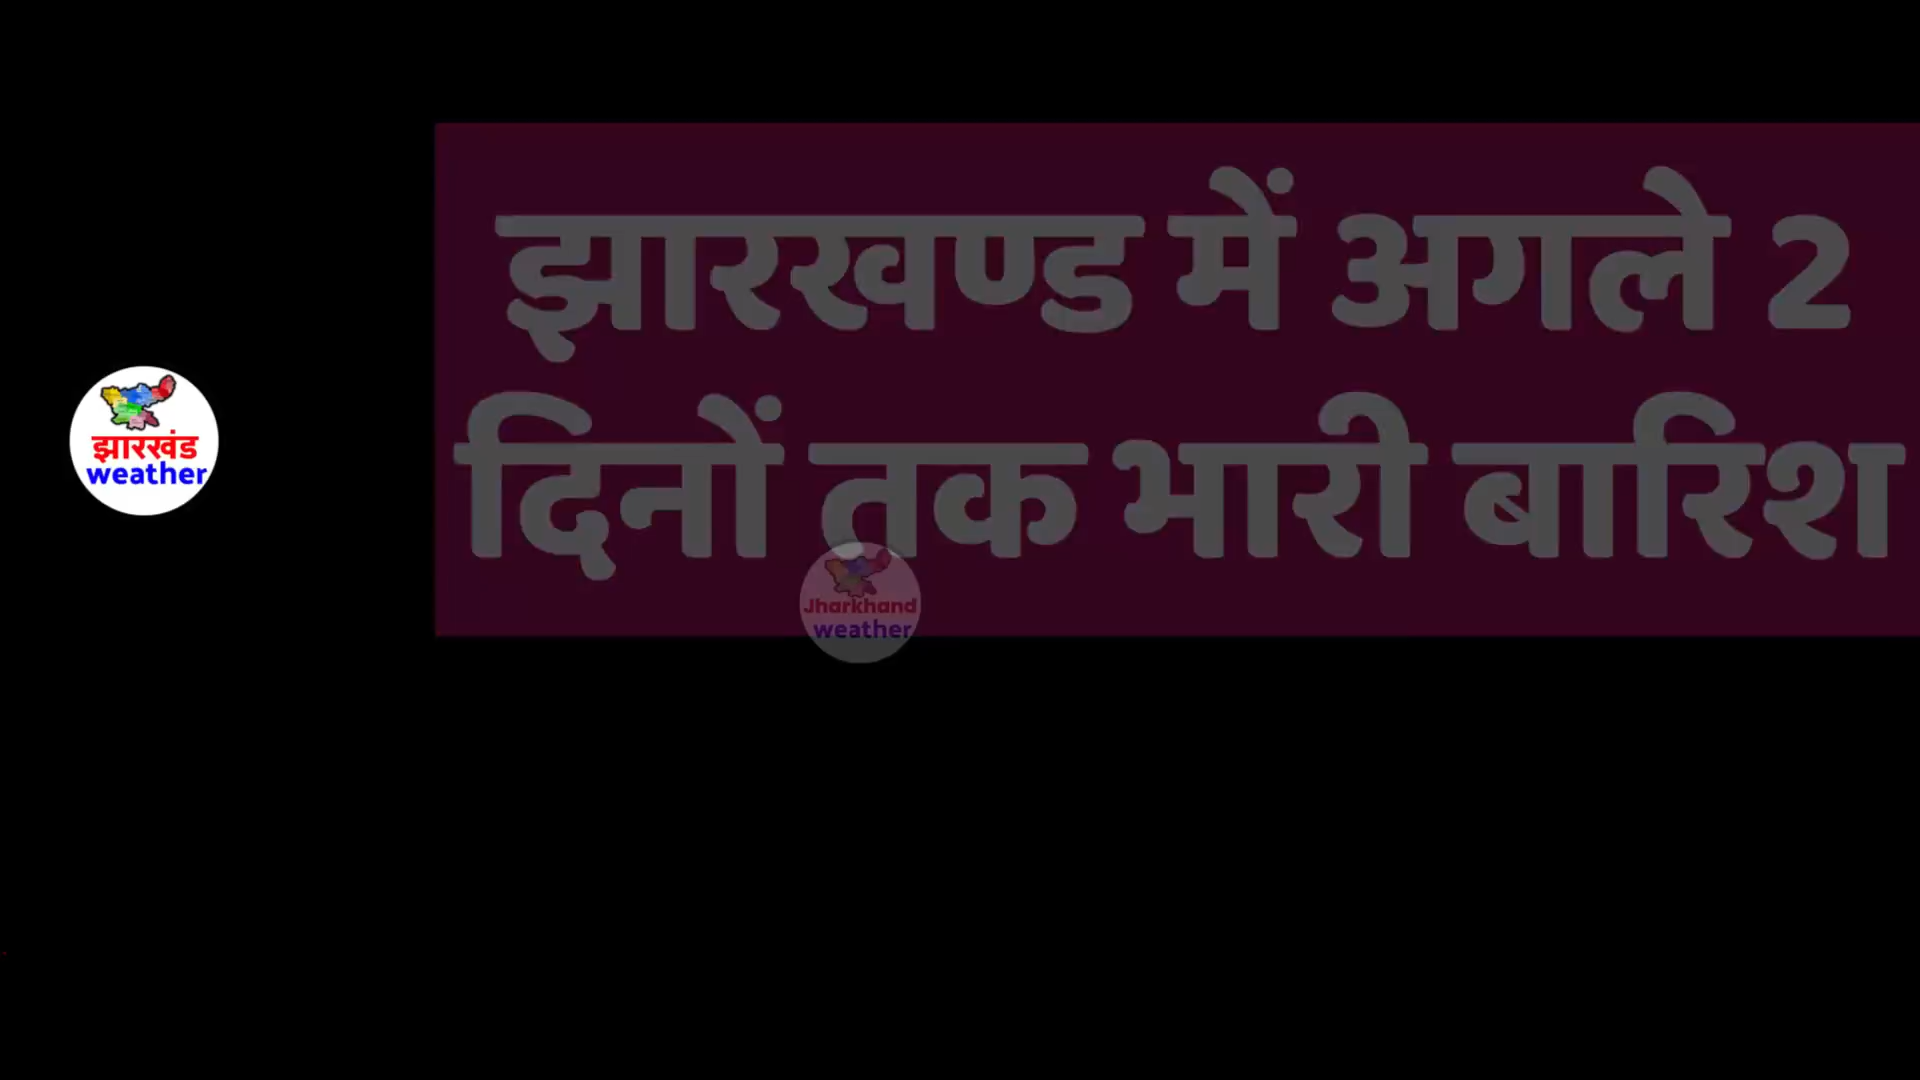 झारखण्ड में अगले 2
दिनों तक भारी बारिश
झारखंड
weather
Jharkhand
weather